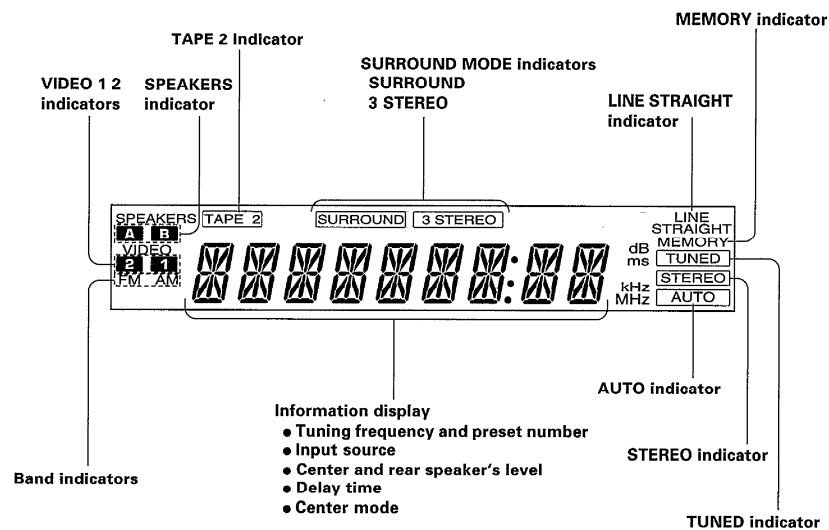 MEMORY indicator
TAPE 2 Indicator
SURROUND MODE indicators
SURROUND
3 STEREO
VIDEO 1 2
indicators
SPEAKERS
indicator
LINE STRAIGHT
indicator
SPEAKERS
A B
VIDEO
2 1
FM AM
TAPE 2
SURROUND
3 STEREO
LINE
STRAIGHT
MEMORY
dB
ms
TUNED
STEREO
kHz
MHz
AUTO
AUTO indicator
Information display
● Tuning frequency and preset number
● Input source
● Center and rear speaker's level
● Delay time
● Center mode
STEREO indicator
Band indicators
TUNED indicator